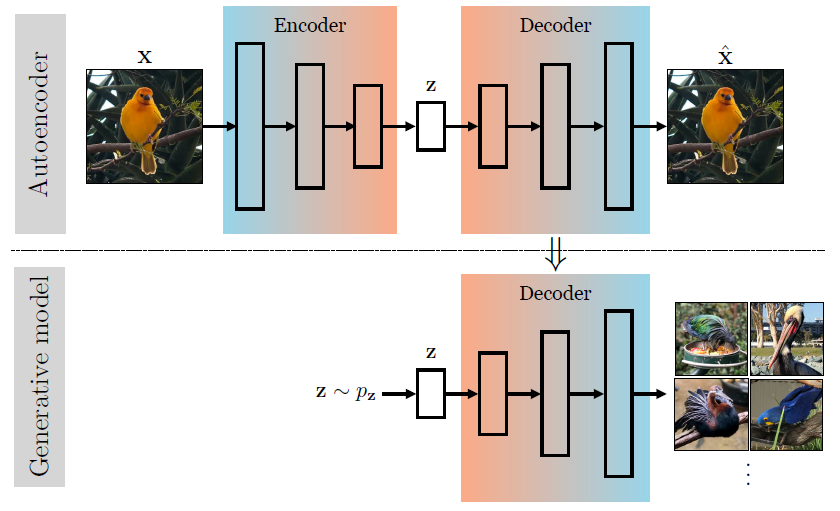 Autoencoder
x
Encoder
z
Decoder
x̂
⇓
Generative model
z ∼ p_z
z
Decoder
⋮